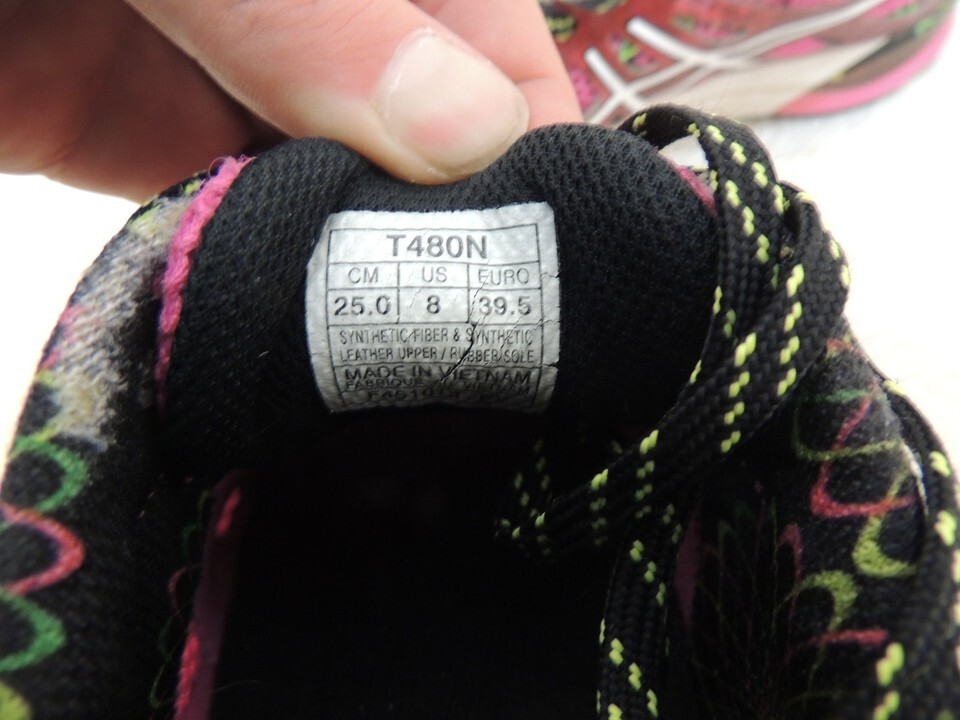 T480N
CM US EURO
25.0 8 39.5
SYNTHETIC FIBER & SYNTHETIC
LEATHER UPPER / RUBBER SOLE
MADE IN VIETNAM
FABRIQUE